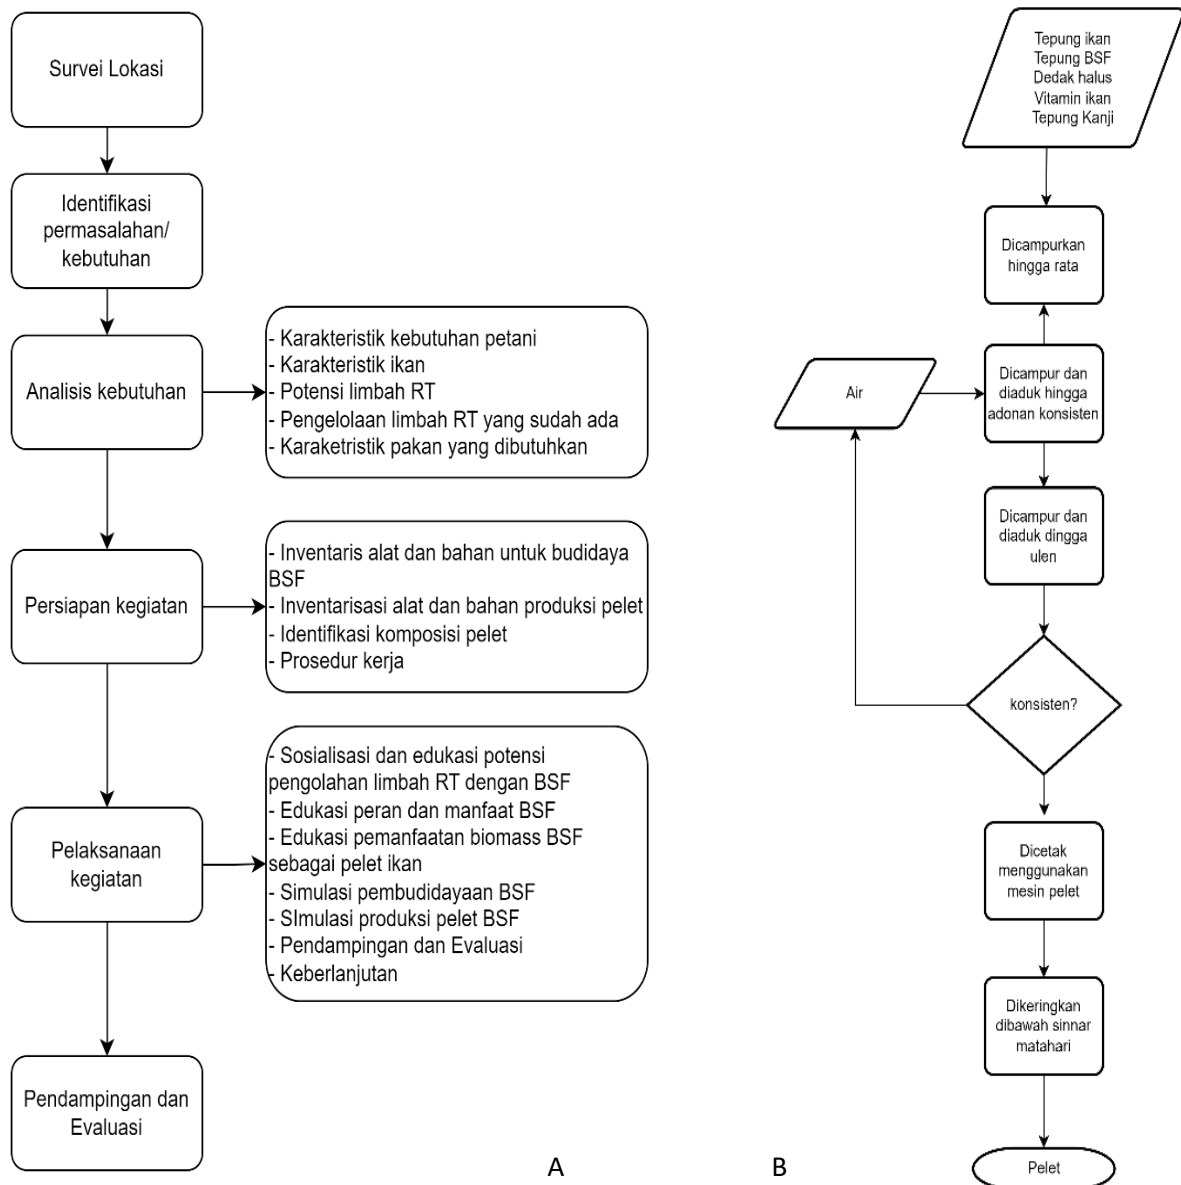 Survei Lokasi
Identifikasi
permasalahan/
kebutuhan
Analisis kebutuhan
- Karakteristik kebutuhan petani
- Karakteristik ikan
- Potensi limbah RT
- Pengelolaan limbah RT yang sudah ada
- Karaketristik pakan yang dibutuhkan
Persiapan kegiatan
- Inventaris alat dan bahan untuk budidaya
BSF
- Inventarisasi alat dan bahan produksi pelet
- Identifikasi komposisi pelet
- Prosedur kerja
Pelaksanaan
kegiatan
- Sosialisasi dan edukasi potensi
pengolahan limbah RT dengan BSF
- Edukasi peran dan manfaat BSF
- Edukasi pemanfaatan biomass BSF
sebagai pelet ikan
- Simulasi pembudidayaan BSF
- SImulasi produksi pelet BSF
- Pendampingan dan Evaluasi
- Keberlanjutan
Pendampingan dan
Evaluasi
A
Tepung ikan
Tepung BSF
Dedak halus
Vitamin ikan
Tepung Kanji
Dicampurkan
hingga rata
Air
Dicampur dan
diaduk hingga
adonan konsisten
Dicampur dan
diaduk dingga
ulen
konsisten?
Dicetak
menggunakan
mesin pelet
Dikeringkan
dibawah sinnar
matahari
Pelet
B